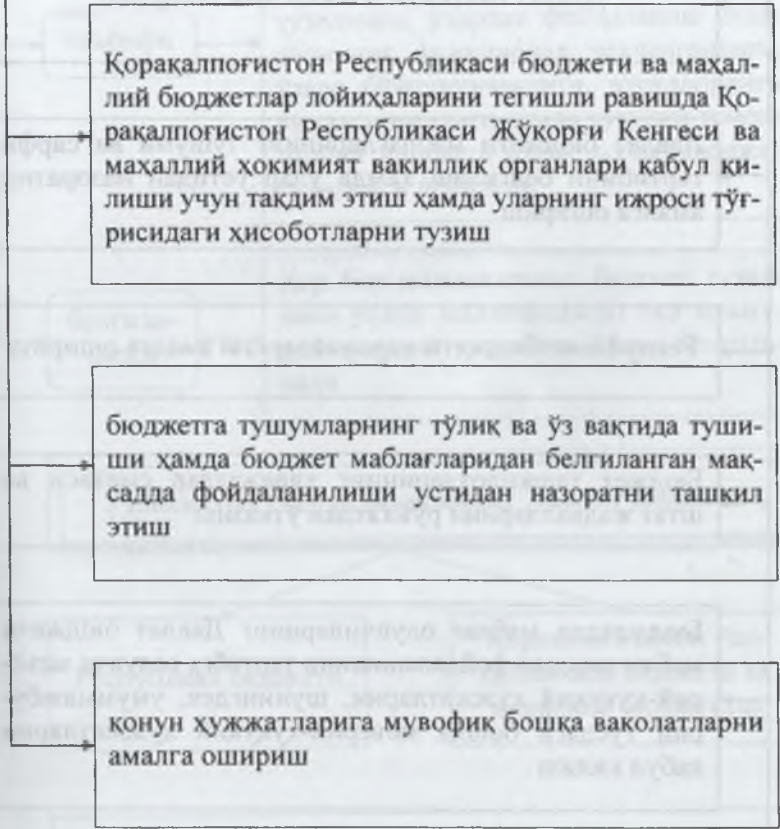 Қорақалпоғистон Республикаси бюджети ва маҳал-
лий бюджетлар лойиҳаларини тегишли равишда Қо-
рақалпоғистон Республикаси Жўқорғи Кенгеси ва
маҳаллий ҳокимият вакиллик органлари қабул қи-
лиши учун тақдим этиш ҳамда уларнинг ижроси тўғ-
рисидаги ҳисоботларни тузиш
бюджетга тушумларнинг тўлиқ ва ўз вақтида туши-
ши ҳамда бюджет маблағларидан белгиланган мақ-
садда фойдаланилиши устидан назоратни ташкил
этиш
қонун ҳужжатларига мувофиқ бошқа ваколатларни
амалга ошириш